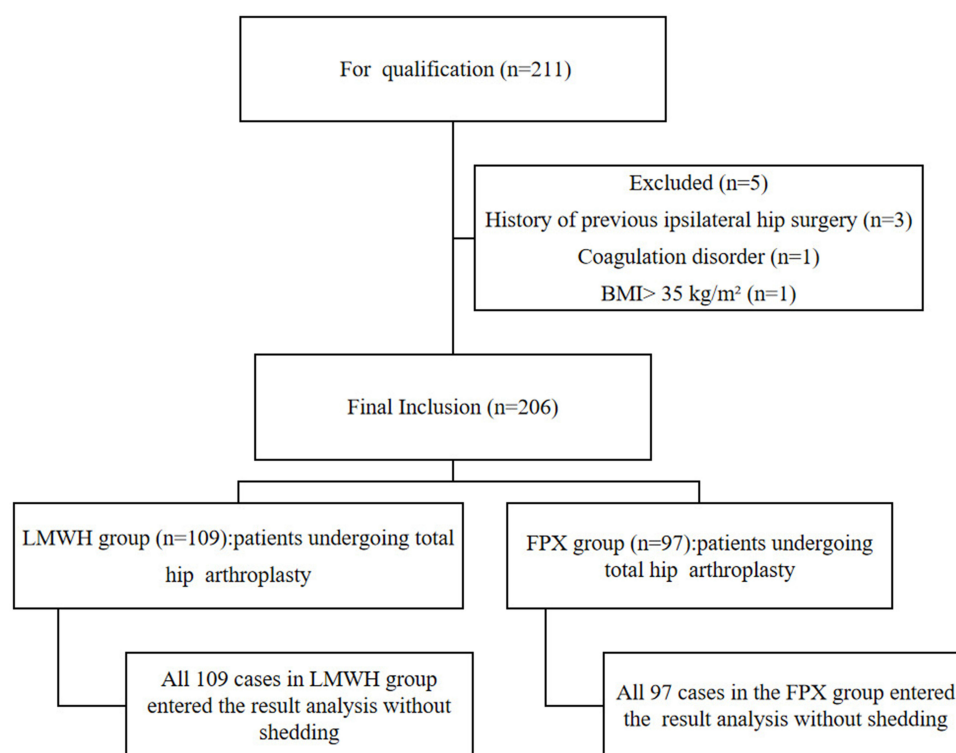 For qualification (n=211)
Excluded (n=5)
History of previous ipsilateral hip surgery (n=3)
Coagulation disorder (n=1)
BMI> 35 kg/m² (n=1)
Final Inclusion (n=206)
LMWH group (n=109):patients undergoing total
hip arthroplasty
FPX group (n=97):patients undergoing
total hip arthroplasty
All 109 cases in LMWH group
entered the result analysis without
shedding
All 97 cases in the FPX group entered
the result analysis without shedding